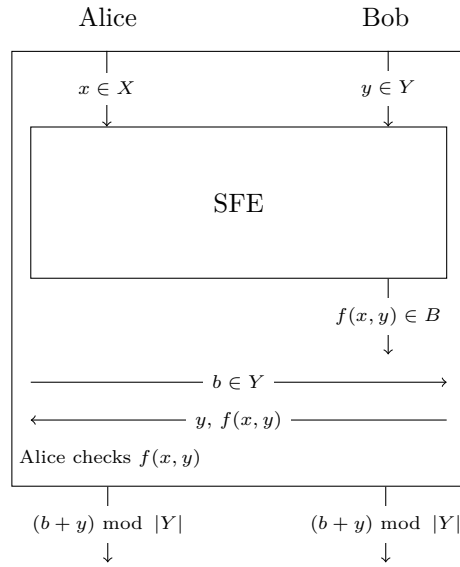 Alice Bob
x ∈ X y ∈ Y
SFE
f(x, y) ∈ B
b ∈ Y
y, f(x, y)
Alice checks f(x, y)
(b + y) mod |Y| (b + y) mod |Y|